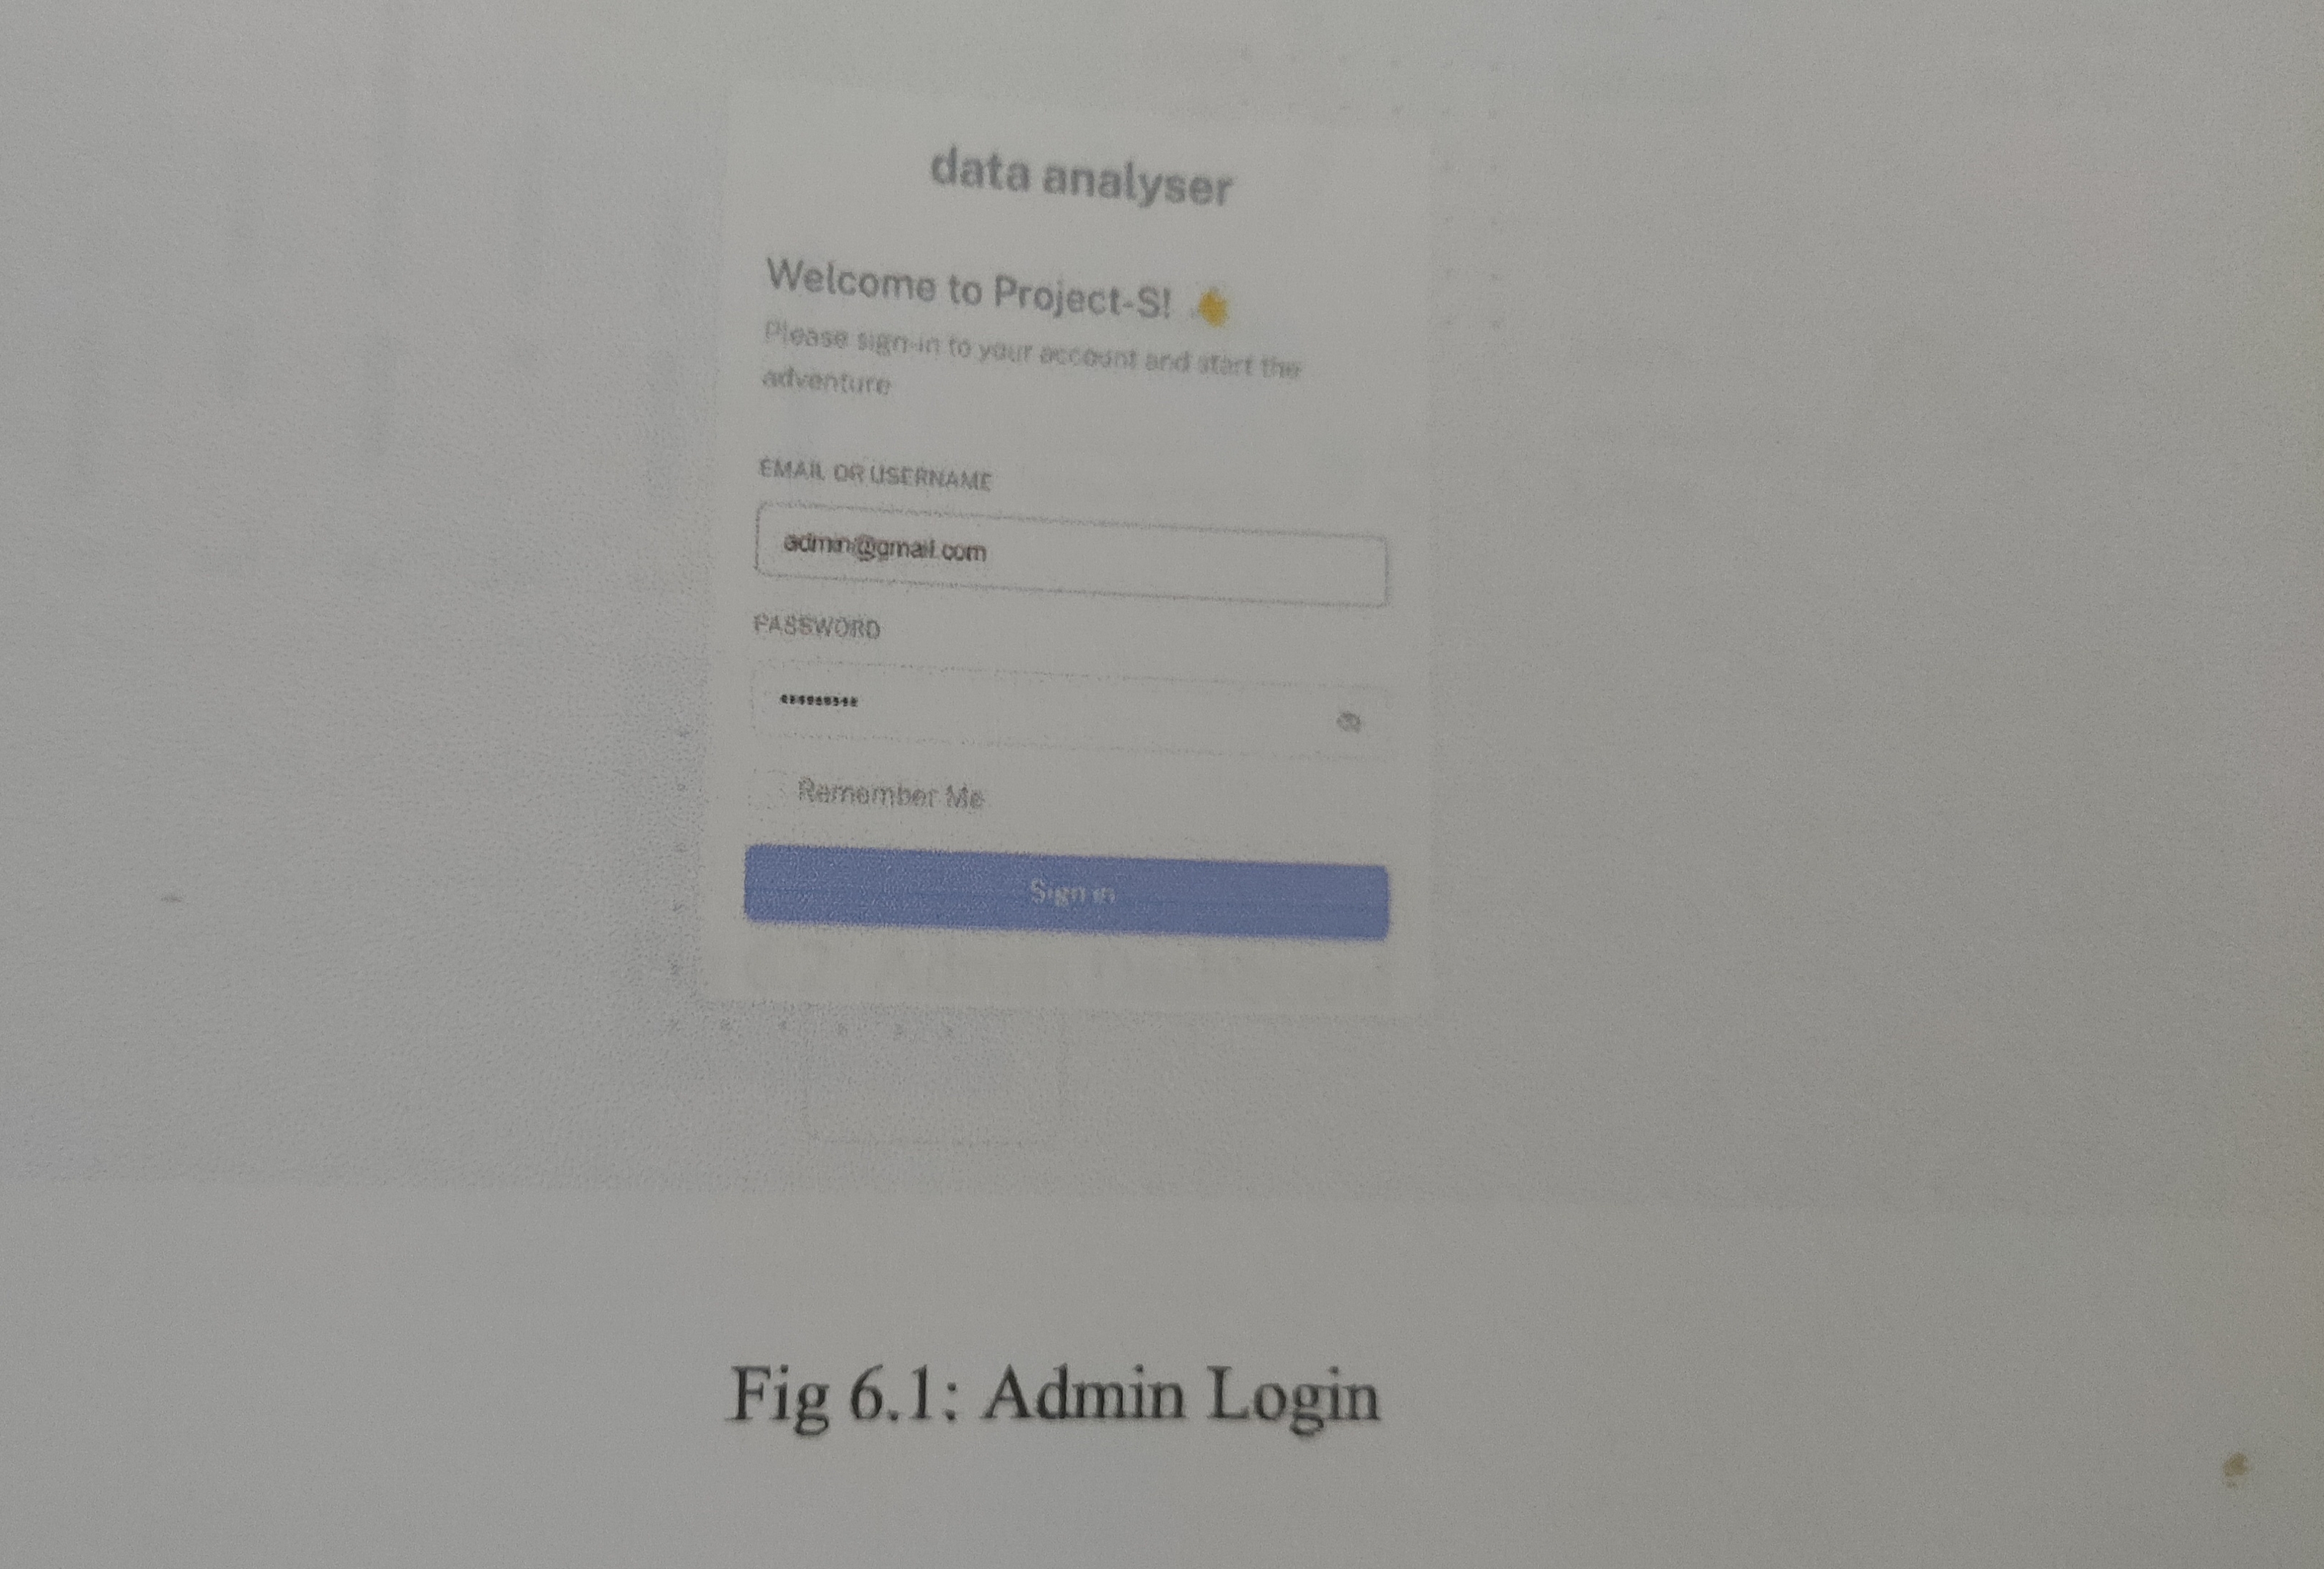 data analyser
Welcome to Project-S! 👋
Please sign-in to your account and start the
adventure
EMAIL OR USERNAME
admin@gmail.com
PASSWORD
Remember Me
Sign in
Fig 6.1: Admin Login